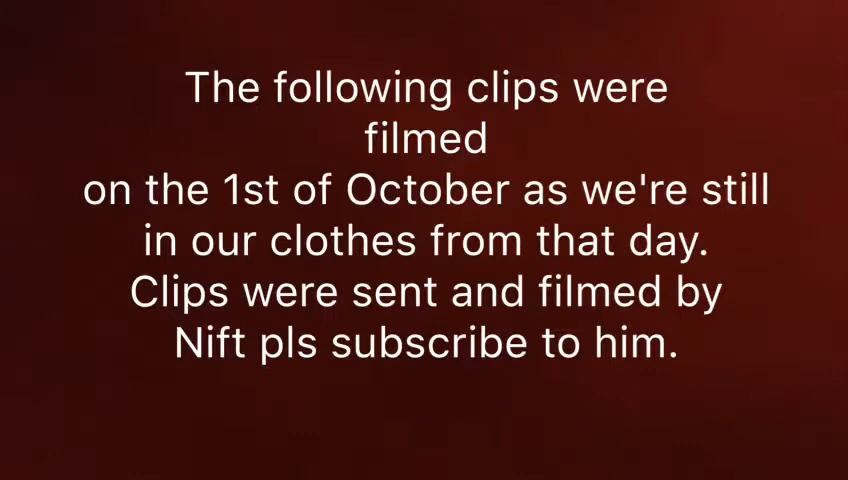 The following clips were
filmed
on the 1st of October as we're still
in our clothes from that day.
Clips were sent and filmed by
Nift pls subscribe to him.